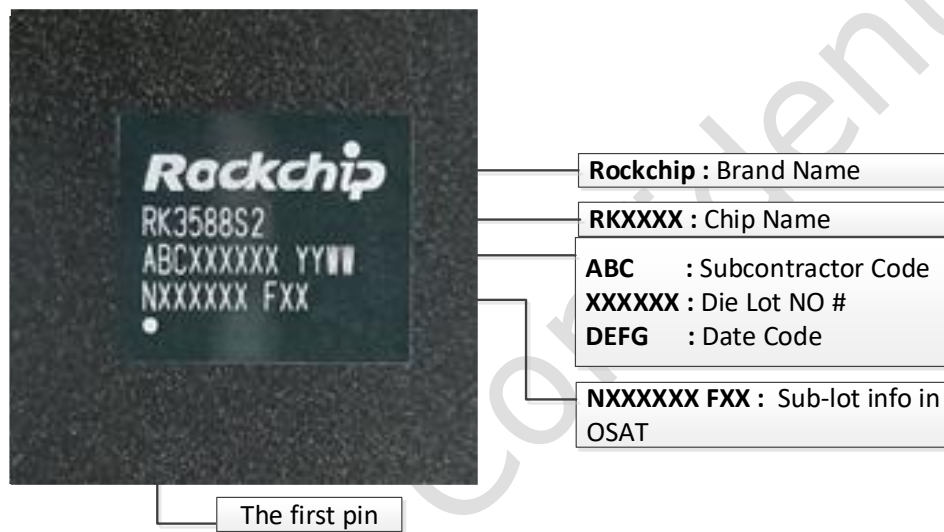 Rockchip
RK3588S2
ABCXXXXXX YYWW
NXXXXXX FXX
Rockchip : Brand Name
RKXXXX : Chip Name
ABC : Subcontractor Code
XXXXXX : Die Lot NO #
DEFG : Date Code
NXXXXXX FXX : Sub-lot info in
OSAT
The first pin
Confident